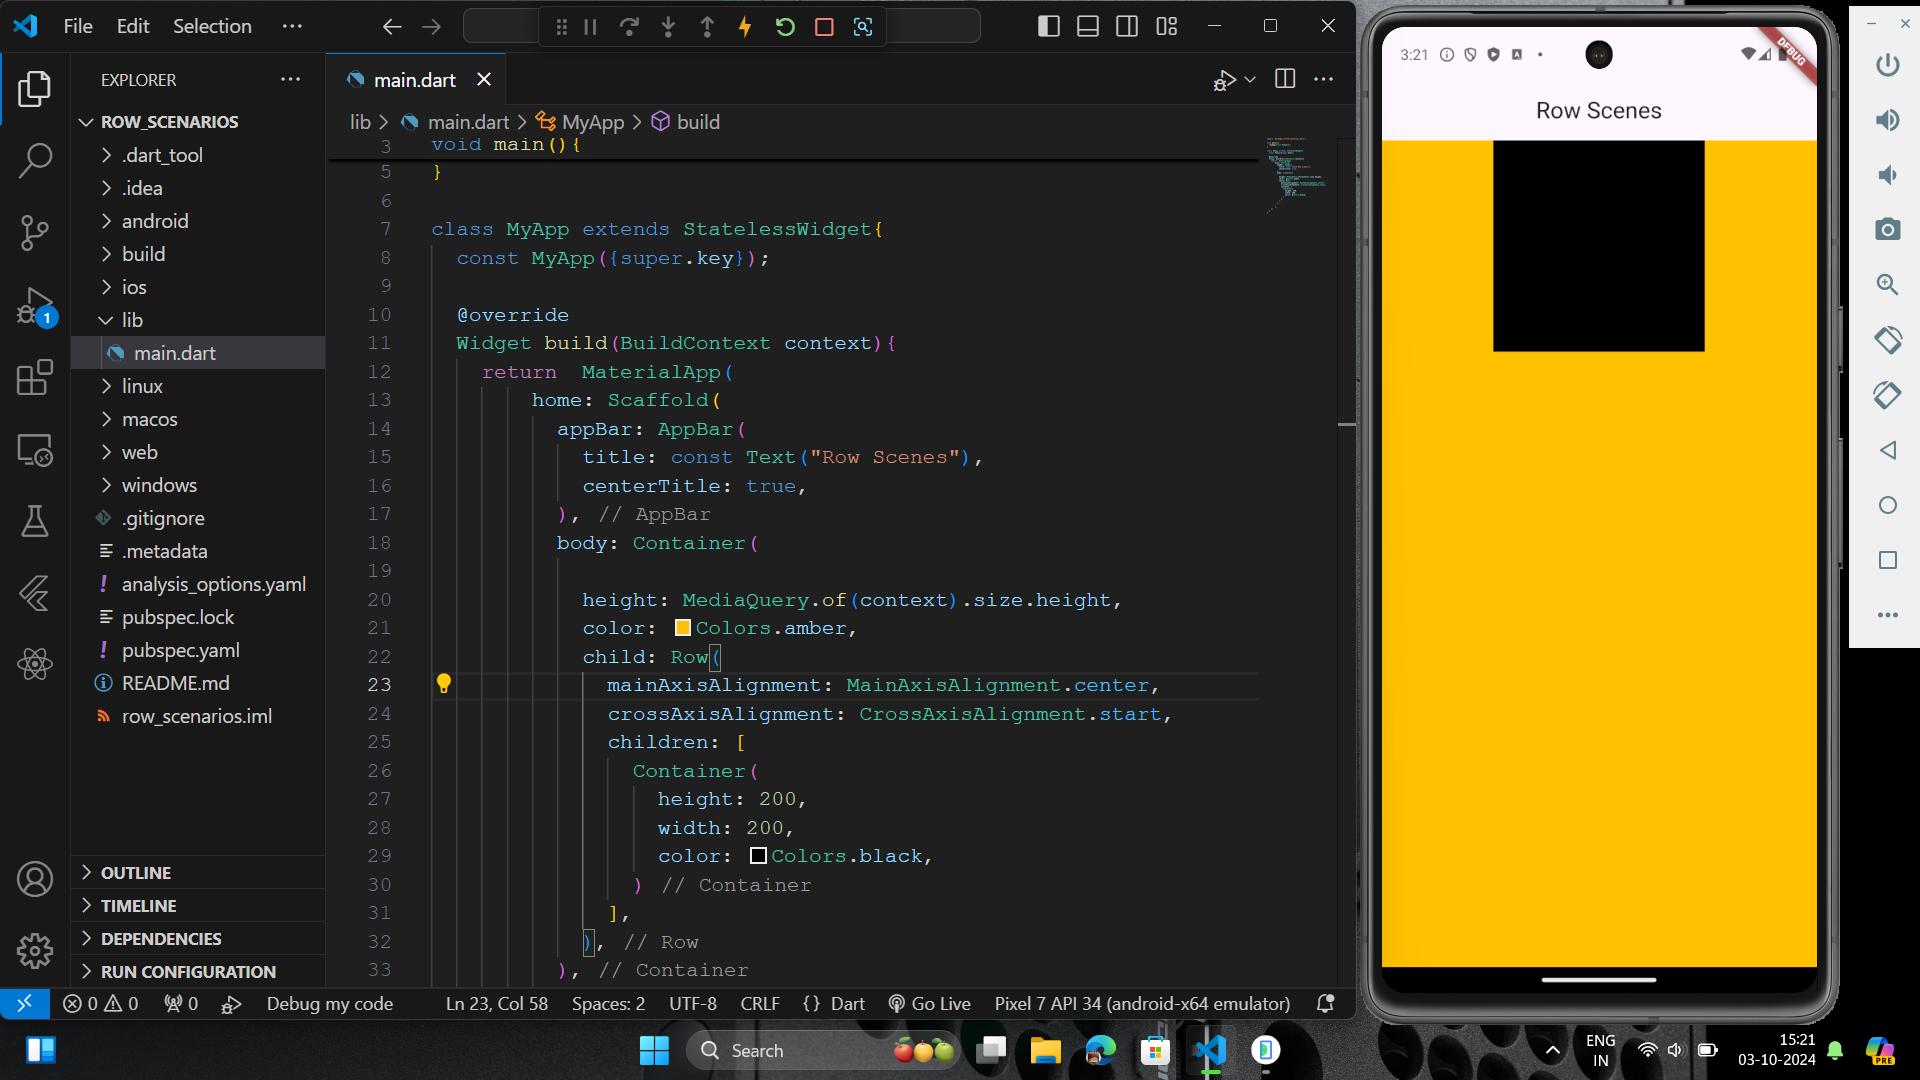 File Edit Selection ···
EXPLORER ···
ROW_SCENARIOS
.dart_tool
.idea
android
build
ios
1
lib
main.dart
linux
macos
web
windows
.gitignore
.metadata
! analysis_options.yaml
pubspec.lock
! pubspec.yaml
README.md
row_scenarios.iml
OUTLINE
TIMELINE
DEPENDENCIES
RUN CONFIGURATION
main.dart
lib > main.dart > MyApp > build
3 void main(){
5 }
6
7 class MyApp extends StatelessWidget{
8 const MyApp({super.key});
9
10 @override
11 Widget build(BuildContext context){
12 return  MaterialApp(
13 home: Scaffold(
14 appBar: AppBar(
15 title: const Text("Row Scenes"),
16 centerTitle: true,
17 ), // AppBar
18 body: Container(
19
20 height: MediaQuery.of(context).size.height,
21 color: Colors.amber,
22 child: Row(
23 mainAxisAlignment: MainAxisAlignment.center,
24 crossAxisAlignment: CrossAxisAlignment.start,
25 children: [
26 Container(
27 height: 200,
28 width: 200,
29 color: Colors.black,
30 ) // Container
31 ],
32 ), // Row
33 ), // Container
0 0 0 Debug my code Ln 23, Col 58 Spaces: 2 UTF-8 CRLF {} Dart Go Live Pixel 7 API 34 (android-x64 emulator)
3:21
DEBUG
Row Scenes
Search
ENG
IN
15:21
03-10-2024
PRE